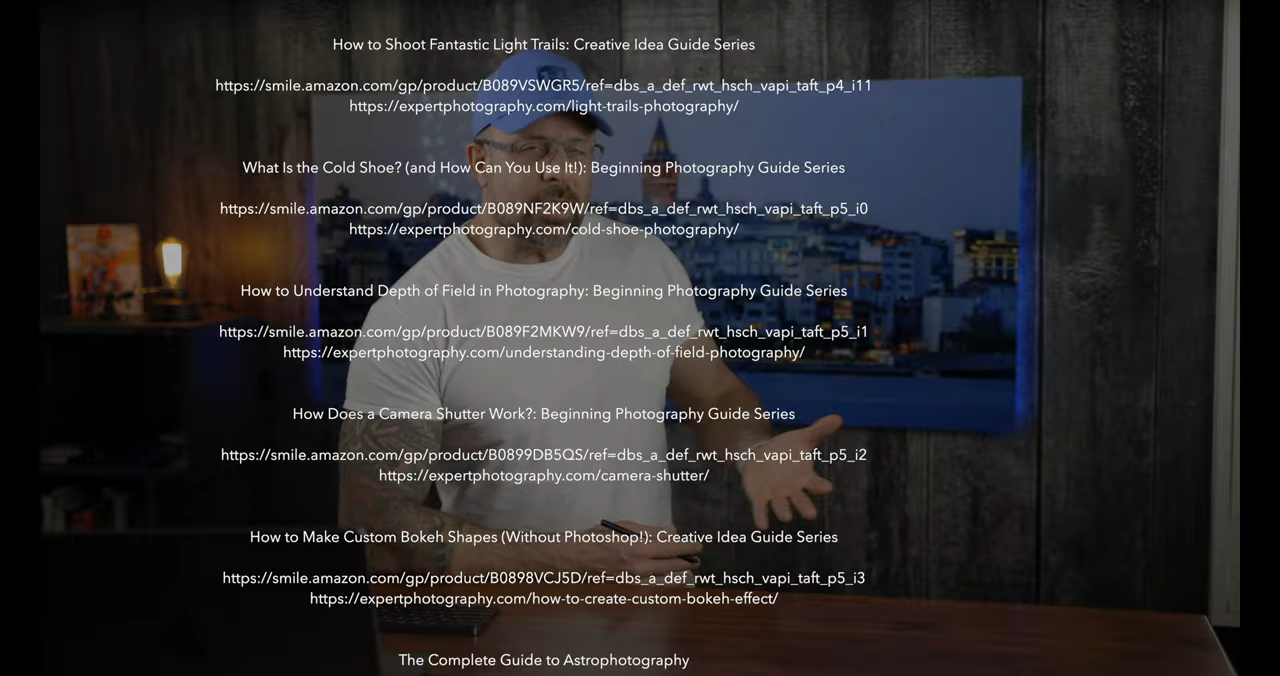 How to Shoot Fantastic Light Trails: Creative Idea Guide Series
https://smile.amazon.com/gp/product/B089VSWGR5/ref=dbs_a_def_rwt_hsch_vapi_taft_p4_i11
https://expertphotography.com/light-trails-photography/
What Is the Cold Shoe? (and How Can You Use It!): Beginning Photography Guide Series
https://smile.amazon.com/gp/product/B089NF2K9W/ref=dbs_a_def_rwt_hsch_vapi_taft_p5_i0
https://expertphotography.com/cold-shoe-photography/
How to Understand Depth of Field in Photography: Beginning Photography Guide Series
https://smile.amazon.com/gp/product/B089F2MKW9/ref=dbs_a_def_rwt_hsch_vapi_taft_p5_i1
https://expertphotography.com/understanding-depth-of-field-photography/
How Does a Camera Shutter Work?: Beginning Photography Guide Series
https://smile.amazon.com/gp/product/B0899DB5QS/ref=dbs_a_def_rwt_hsch_vapi_taft_p5_i2
https://expertphotography.com/camera-shutter/
How to Make Custom Bokeh Shapes (Without Photoshop!): Creative Idea Guide Series
https://smile.amazon.com/gp/product/B0898VCJ5D/ref=dbs_a_def_rwt_hsch_vapi_taft_p5_i3
https://expertphotography.com/how-to-create-custom-bokeh-effect/
The Complete Guide to Astrophotography